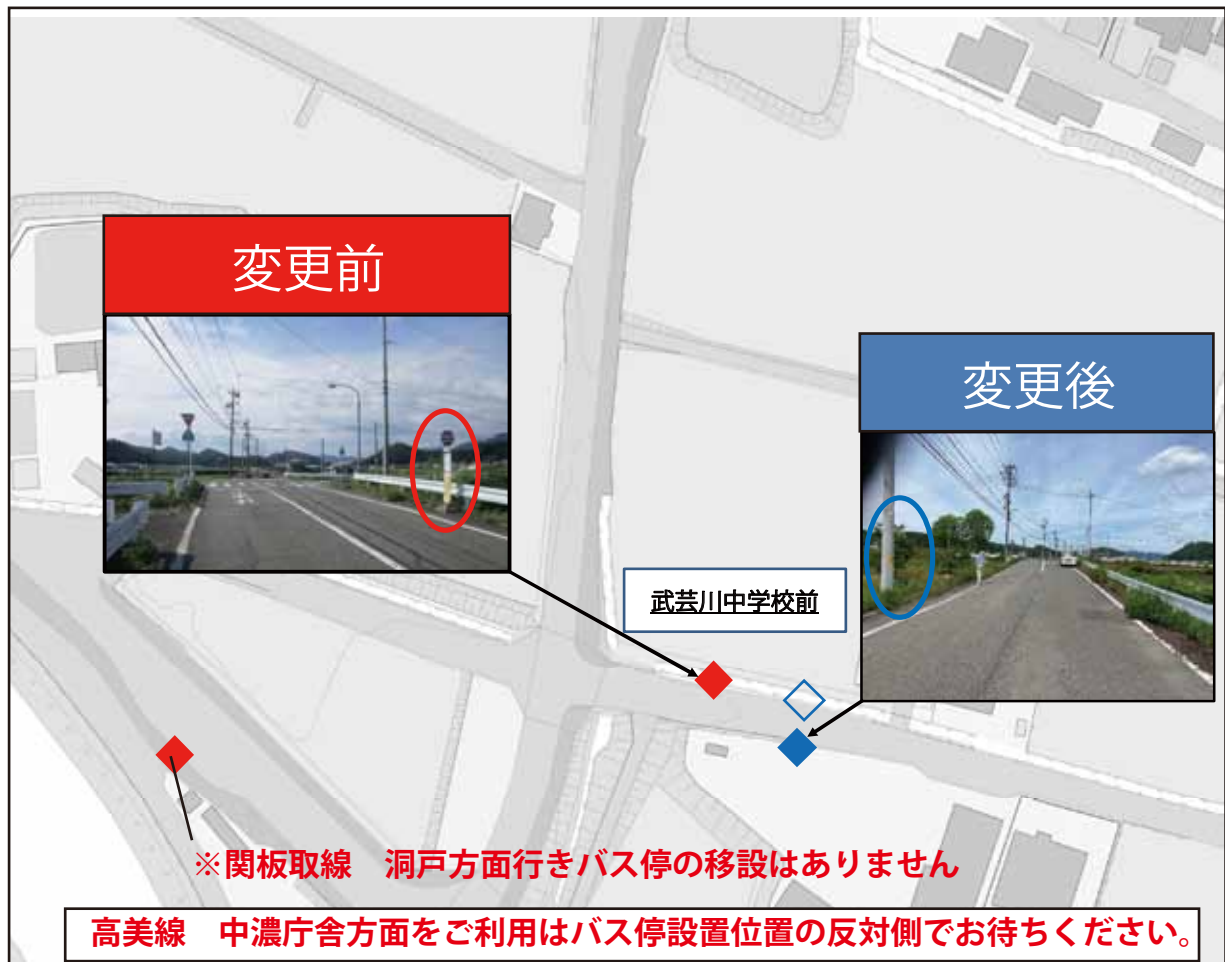 変更前
変更後
武芸川中学校前
※関板取線　洞戸方面行きバス停の移設はありません
高美線　中濃庁舎方面をご利用はバス停設置位置の反対側でお待ちください。